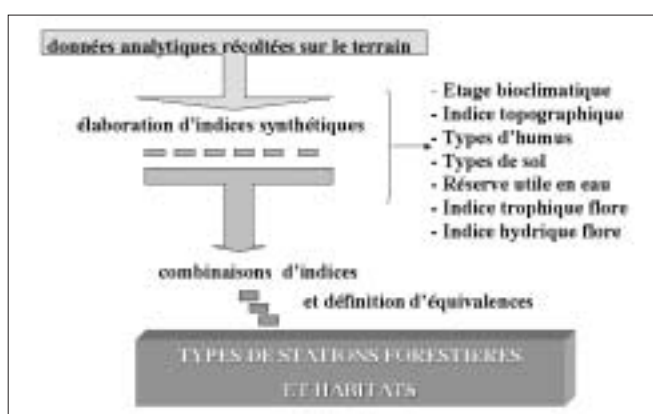 données analytiques récoltées sur le terrain
élaboration d'indices synthétiques
- Etage bioclimatique
- Indice topographique
- Types d'humus
- Types de sol
- Réserve utile en eau
- Indice trophique flore
- Indice hydrique flore
combinaisons d'indices
et définition d'équivalences
TYPES DE STATIONS FORESTIERES
ET HABITATS